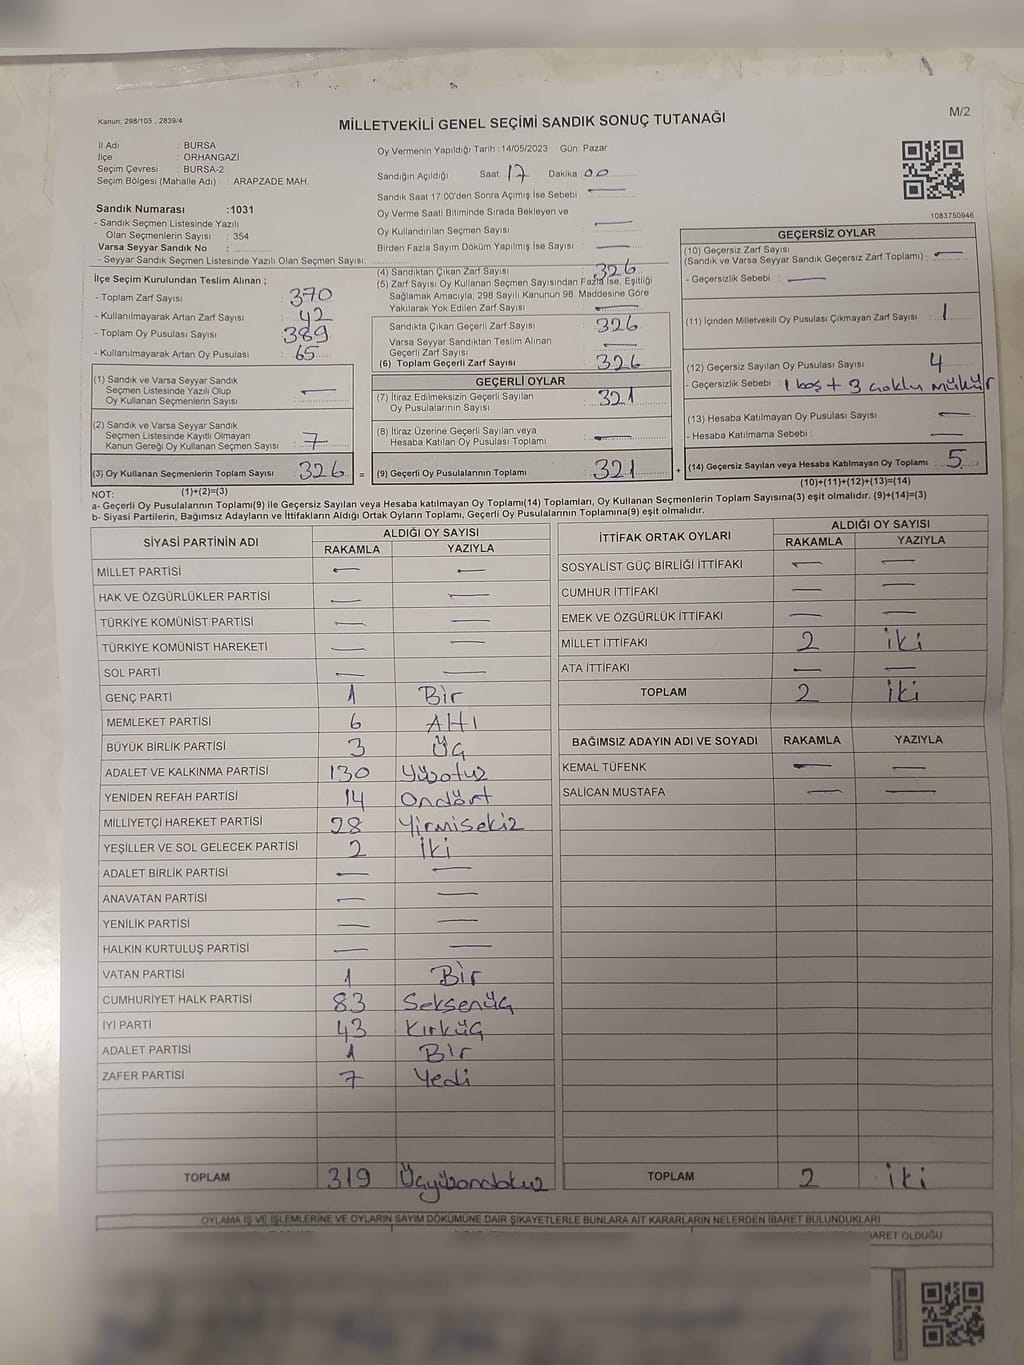 Kanun; 298/105 , 2839/4
MİLLETVEKİLİ GENEL SEÇİMİ SANDIK SONUÇ TUTANAĞI
M/2
İl Adı : BURSA
İlçe : ORHANGAZİ
Seçim Çevresi : BURSA-2
Seçim Bölgesi (Mahalle Adı) : ARAPZADE MAH.
Sandık Numarası :1031
- Sandık Seçmen Listesinde Yazılı
Olan Seçmenlerin Sayısı : 354
Varsa Seyyar Sandık No :
- Seyyar Sandık Seçmen Listesinde Yazılı Olan Seçmen Sayısı:
Oy Vermenin Yapıldığı Tarih :14/05/2023 Gün: Pazar
Sandığın Açıldığı Saat: 17 Dakika 00
Sandık Saat 17:00'den Sonra Açımış İse Sebebi : —
Oy Verme Saati Bitiminde Sırada Bekleyen ve
Oy Kullandırılan Seçmen Sayısı : —
Birden Fazla Sayım Döküm Yapılmış İse Sayısı : —
1083750946
İlçe Seçim Kurulundan Teslim Alınan ;
- Toplam Zarf Sayısı : 370
- Kullanılmayarak Artan Zarf Sayısı : 42
- Toplam Oy Pusulası Sayısı : 389
- Kullanılmayarak Artan Oy Pusulası : 65
(1) Sandık ve Varsa Seyyar Sandık
Seçmen Listesinde Yazılı Olup
Oy Kullanan Seçmenlerin Sayısı : —
(2) Sandık ve Varsa Seyyar Sandık
Seçmen Listesinde Kayıtlı Olmayan
Kanun Gereği Oy Kullanan Seçmen Sayısı : 7
(3) Oy Kullanan Seçmenlerin Toplam Sayısı : 326 =
(1)+(2)=(3)
(4) Sandıktan Çıkan Zarf Sayısı : 326
(5) Zarf Sayısı Oy Kullanan Seçmen Sayısından Fazla İse, Eşitliği
Sağlamak Amacıyla; 298 Sayılı Kanunun 98. Maddesine Göre
Yakılarak Yok Edilen Zarf Sayısı : —
Sandıkta Çıkan Geçerli Zarf Sayısı : 326
Varsa Seyyar Sandıktan Teslim Alınan
Geçerli Zarf Sayısı : —
(6) Toplam Geçerli Zarf Sayısı : 326
GEÇERLİ OYLAR
(7) İtiraz Edilmeksizin Geçerli Sayılan
Oy Pusulalarının Sayısı : 321
(8) İtiraz Üzerine Geçerli Sayılan veya
Hesaba Katılan Oy Pusulası Toplamı : —
(9) Geçerli Oy Pusulalarının Toplamı : 321 +
GEÇERSİZ OYLAR
(10) Geçersiz Zarf Sayısı
(Sandık ve Varsa Seyyar Sandık Geçersiz Zarf Toplamı) : —
- Geçersizlik Sebebi : —
(11) İçinden Milletvekili Oy Pusulası Çıkmayan Zarf Sayısı : 1
(12) Geçersiz Sayılan Oy Pusulası Sayısı : 4
- Geçersizlik Sebebi : 1 boş + 3 çoklu mühür
(13) Hesaba Katılmayan Oy Pusulası Sayısı : —
- Hesaba Katılmama Sebebi : —
(14) Geçersiz Sayılan veya Hesaba Katılmayan Oy Toplamı : 5
(10)+(11)+(12)+(13)=(14)
NOT:
a- Geçerli Oy Pusulalarının Toplamı(9) ile Geçersiz Sayılan veya Hesaba katılmayan Oy Toplamı(14) Toplamları, Oy Kullanan Seçmenlerin Toplam Sayısına(3) eşit olmalıdır. (9)+(14)=(3)
b- Siyasi Partilerin, Bağımsız Adayların ve İttifakların Aldığı Ortak Oyların Toplamı, Geçerli Oy Pusulalarının Toplamına(9) eşit olmalıdır.
SİYASİ PARTİNİN ADI ALDIĞI OY SAYISI
RAKAMLA YAZIYLA
MİLLET PARTİSİ — —
HAK VE ÖZGÜRLÜKLER PARTİSİ — —
TÜRKİYE KOMÜNİST PARTİSİ — —
TÜRKİYE KOMÜNİST HAREKETİ — —
SOL PARTİ — —
GENÇ PARTİ 1 Bir
MEMLEKET PARTİSİ 6 Altı
BÜYÜK BİRLİK PARTİSİ 3 Üç
ADALET VE KALKINMA PARTİSİ 130 Yüzotuz
YENİDEN REFAH PARTİSİ 14 Ondört
MİLLİYETÇİ HAREKET PARTİSİ 28 Yirmisekiz
YEŞİLLER VE SOL GELECEK PARTİSİ 2 İki
ADALET BİRLİK PARTİSİ — —
ANAVATAN PARTİSİ — —
YENİLİK PARTİSİ — —
HALKIN KURTULUŞ PARTİSİ — —
VATAN PARTİSİ 1 Bir
CUMHURİYET HALK PARTİSİ 83 Seksenüç
İYİ PARTİ 43 Kırküç
ADALET PARTİSİ 1 Bir
ZAFER PARTİSİ 7 Yedi
TOPLAM 319 Üçyüzondokuz
İTTİFAK ORTAK OYLARI ALDIĞI OY SAYISI
RAKAMLA YAZIYLA
SOSYALİST GÜÇ BİRLİĞİ İTTİFAKI — —
CUMHUR İTTİFAKI — —
EMEK VE ÖZGÜRLÜK İTTİFAKI — —
MİLLET İTTİFAKI 2 iki
ATA İTTİFAKI — —
TOPLAM 2 iki
BAĞIMSIZ ADAYIN ADI VE SOYADI RAKAMLA YAZIYLA
KEMAL TÜFENK — —
SALİCAN MUSTAFA — —
TOPLAM 2 iki
OYLAMA İŞ VE İŞLEMLERİNE VE OYLARIN SAYIM DÖKÜMÜNE DAİR ŞİKAYETLERLE BUNLARA AİT KARARLARIN NELERDEN İBARET BULUNDUKLARI
OLDUĞU